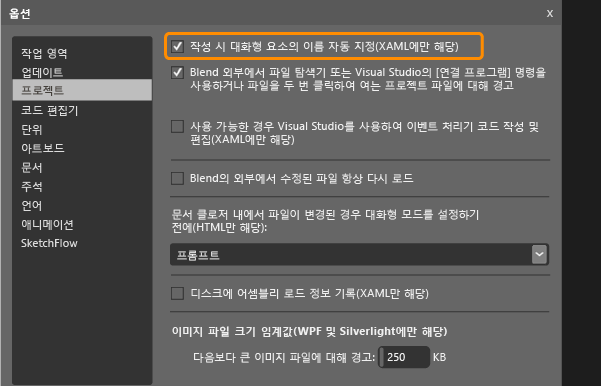 옵션
x
작업 영역
업데이트
프로젝트
코드 편집기
단위
아트보드
문서
주석
언어
애니메이션
SketchFlow
작성 시 대화형 요소의 이름 자동 지정(XAML에만 해당)
Blend 외부에서 파일 탐색기 또는 Visual Studio의 [연결 프로그램] 명령을
사용하거나 파일을 두 번 클릭하여 여는 프로젝트 파일에 대해 경고
사용 가능한 경우 Visual Studio를 사용하여 이벤트 처리기 코드 작성 및
편집(XAML에만 해당)
Blend의 외부에서 수정된 파일 항상 다시 로드
문서 클로저 내에서 파일이 변경된 경우 대화형 모드를 설정하기
전에(HTML만 해당):
프롬프트
디스크에 어셈블리 로드 정보 기록(XAML만 해당)
이미지 파일 크기 임계값(WPF 및 Silverlight에만 해당)
다음보다 큰 이미지 파일에 대해 경고: 250 KB